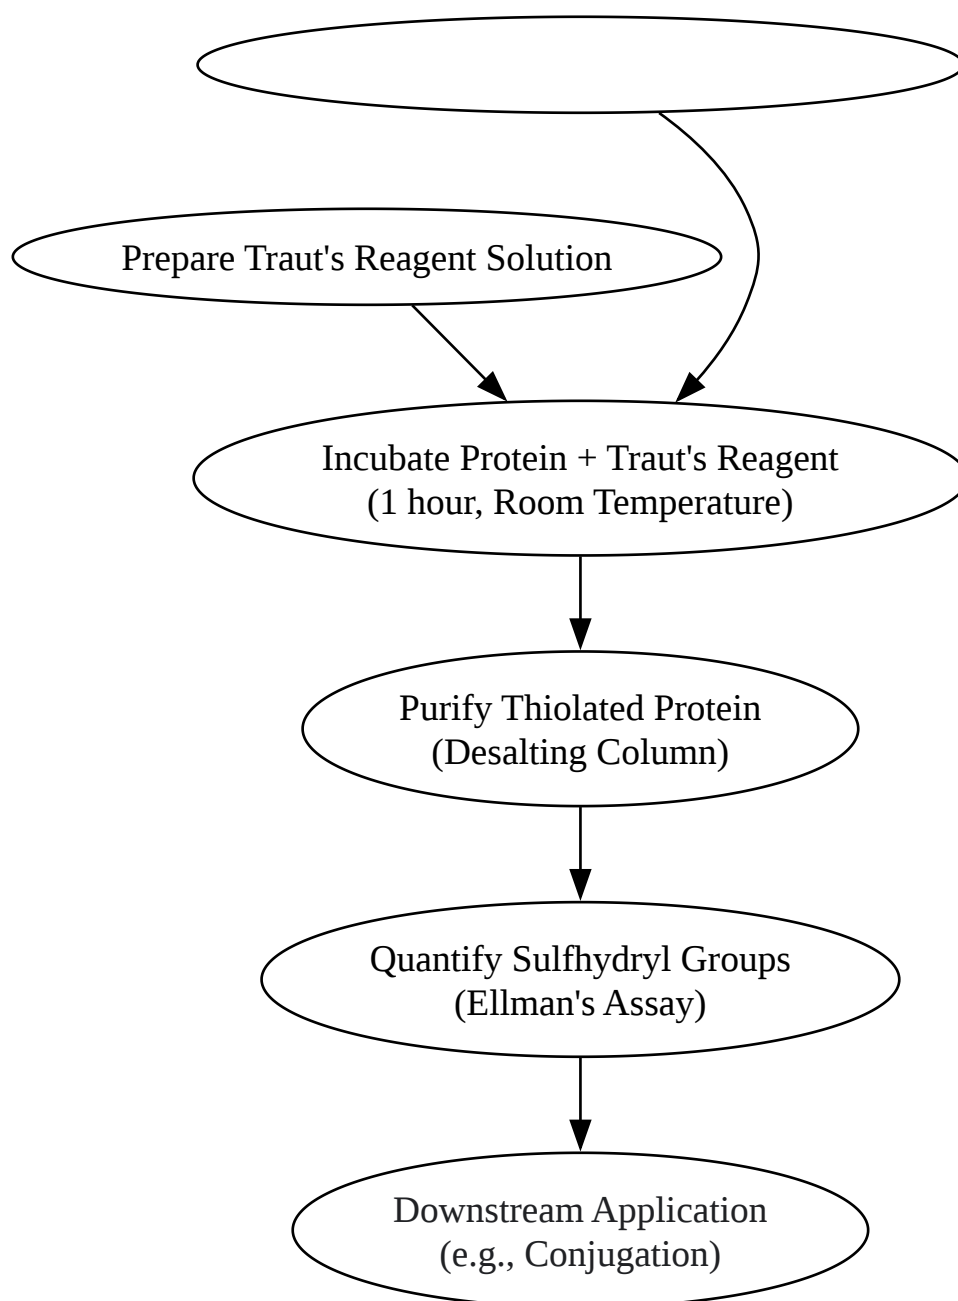 Prepare Traut's Reagent Solution
Incubate Protein + Traut's Reagent
(1 hour, Room Temperature)
Purify Thiolated Protein
(Desalting Column)
Quantify Sulfhydryl Groups
(Ellman's Assay)
Downstream Application
(e.g., Conjugation)